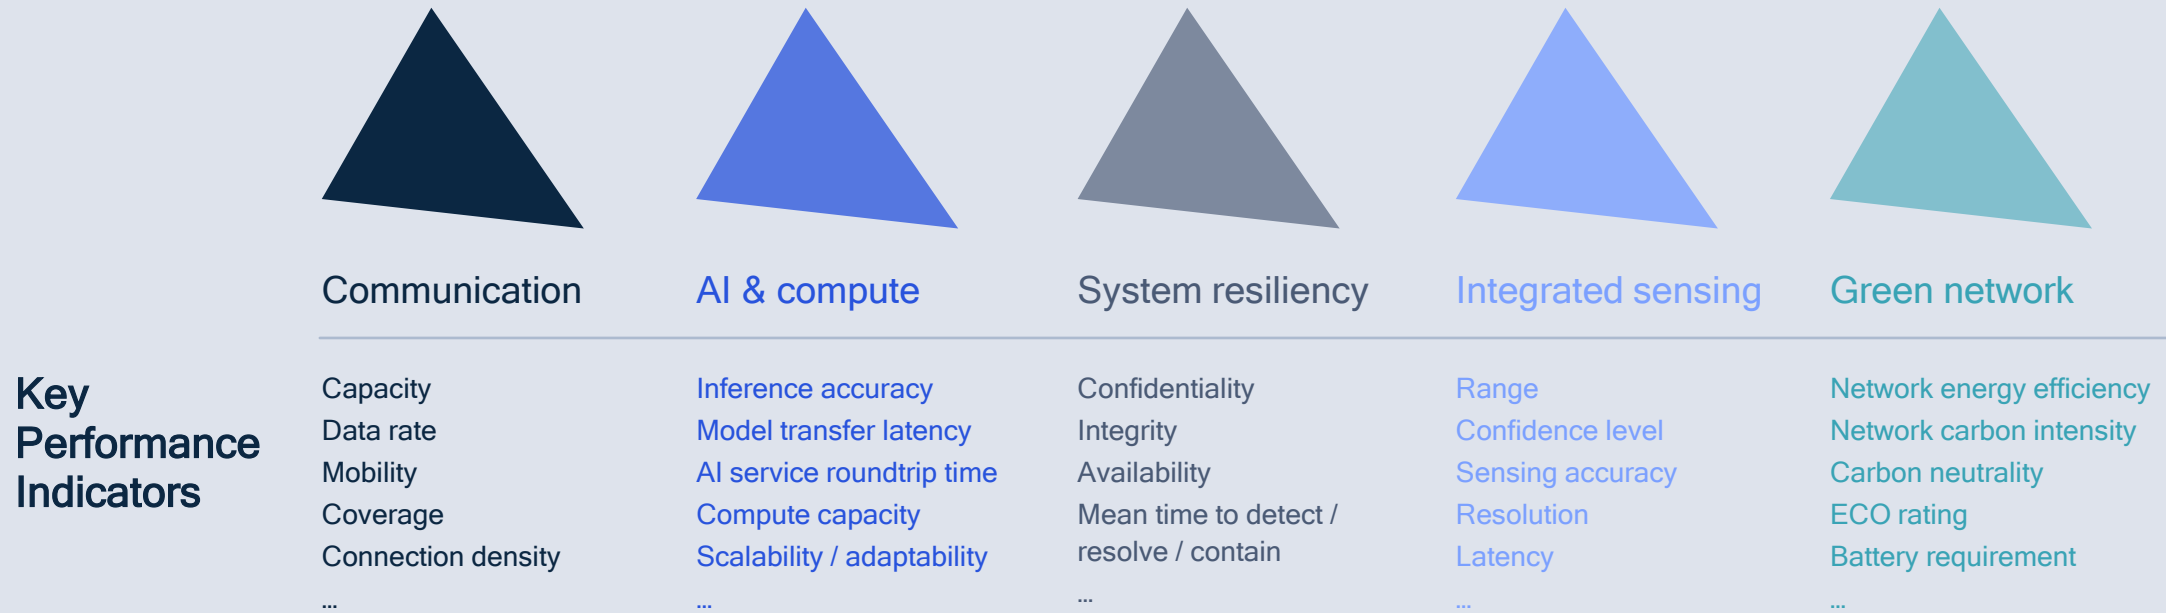 Communication
AI & compute
System resiliency
Integrated sensing
Green network
Key
Performance
Indicators
Capacity
Data rate
Mobility
Coverage
Connection density
...
Inference accuracy
Model transfer latency
AI service roundtrip time
Compute capacity
Scalability / adaptability
...
Confidentiality
Integrity
Availability
Mean time to detect /
resolve / contain
...
Range
Confidence level
Sensing accuracy
Resolution
Latency
...
Network energy efficiency
Network carbon intensity
Carbon neutrality
ECO rating
Battery requirement
...